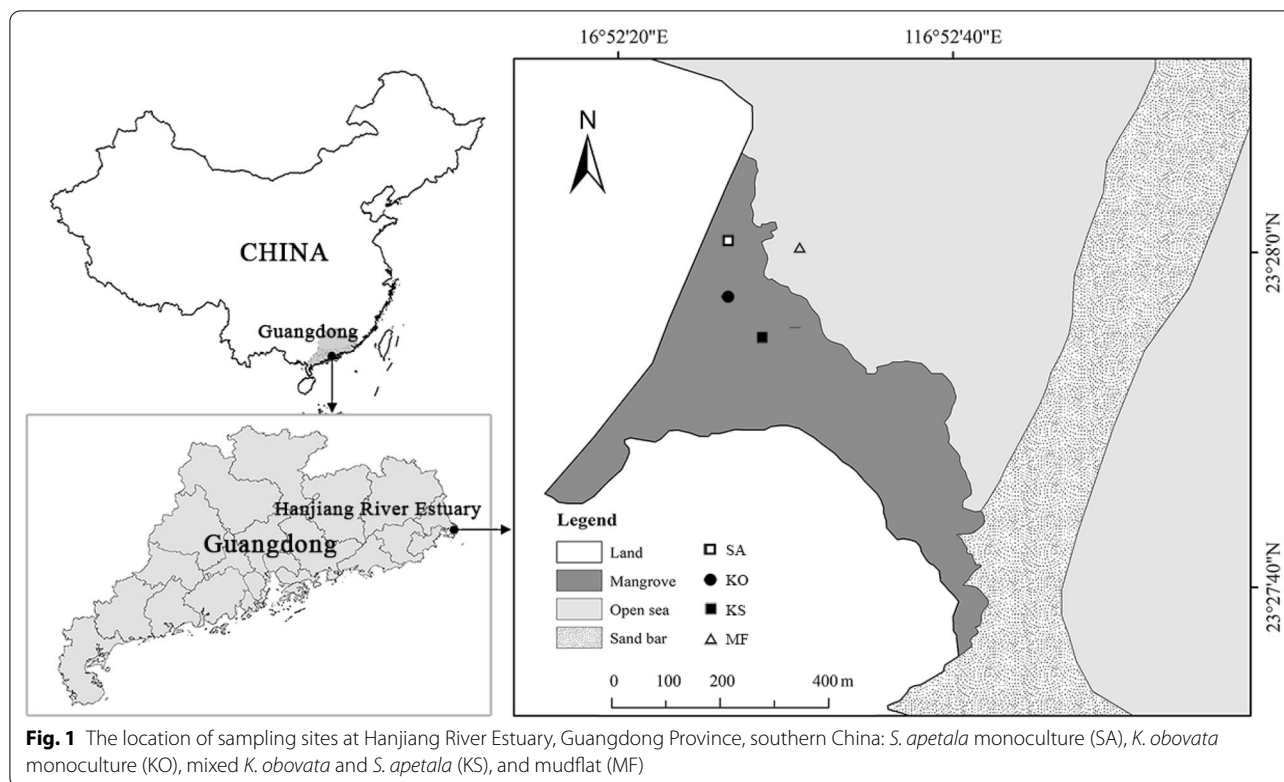 16°52'20"E
116°52'40"E
N
CHINA
Guangdong
23°28'0"N
Hanjiang River Estuary
Guangdong
Legend
Land
Mangrove
Open sea
Sand bar
SA
KO
KS
MF
0 100 200 400 m
23°27'40"N
Fig. 1 The location of sampling sites at Hanjiang River Estuary, Guangdong Province, southern China: S. apetala monoculture (SA), K. obovata
monoculture (KO), mixed K. obovata and S. apetala (KS), and mudflat (MF)